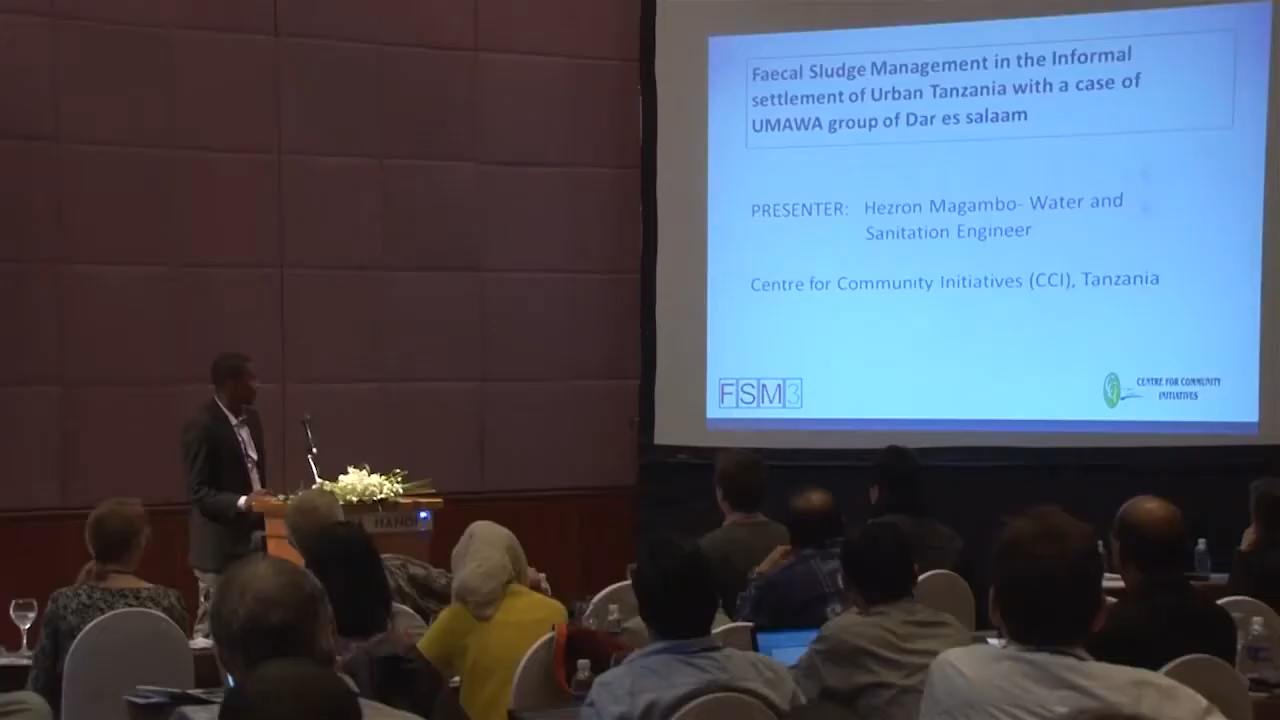 Faecal Sludge Management in the Informal
settlement of Urban Tanzania with a case of
UMAWA group of Dar es salaam
PRESENTER: Hezron Magambo- Water and
Sanitation Engineer
Centre for Community Initiatives (CCI), Tanzania
FSM3
CENTRE FOR COMMUNITY
INITIATIVES
HANOI